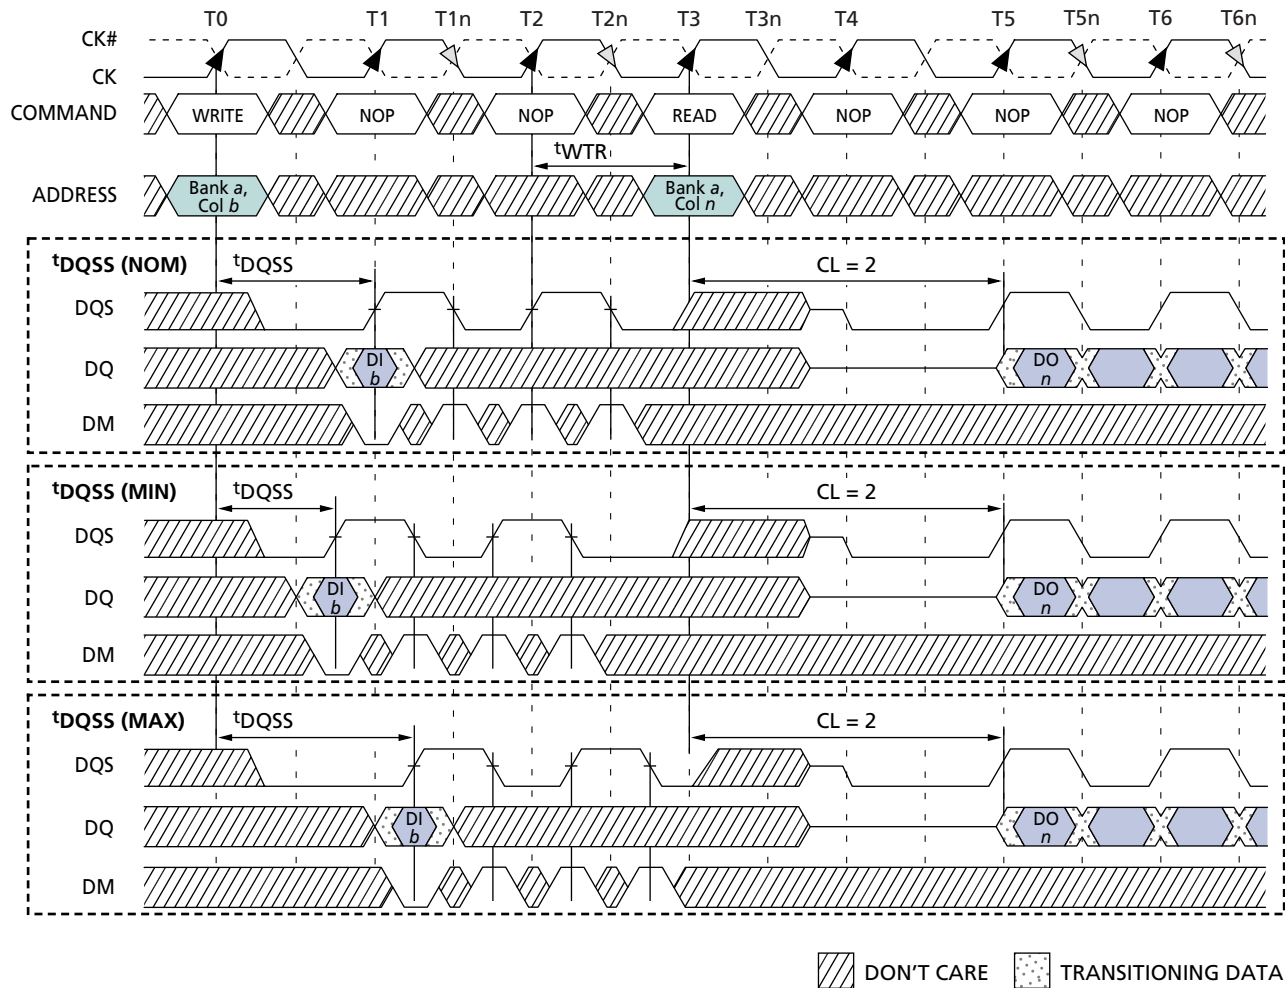 T0 T1 T1n T2 T2n T3 T3n T4 T5 T5n T6 T6n
CK#
CK
COMMAND WRITE NOP NOP READ NOP NOP NOP
tWTR
ADDRESS Bank a, Col b Bank a, Col n
tDQSS (NOM) tDQSS CL = 2
DQS
DQ DI b DO n
DM
tDQSS (MIN) tDQSS CL = 2
DQS
DQ DI b DO n
DM
tDQSS (MAX) tDQSS CL = 2
DQS
DQ DI b DO n
DM
DON'T CARE TRANSITIONING DATA